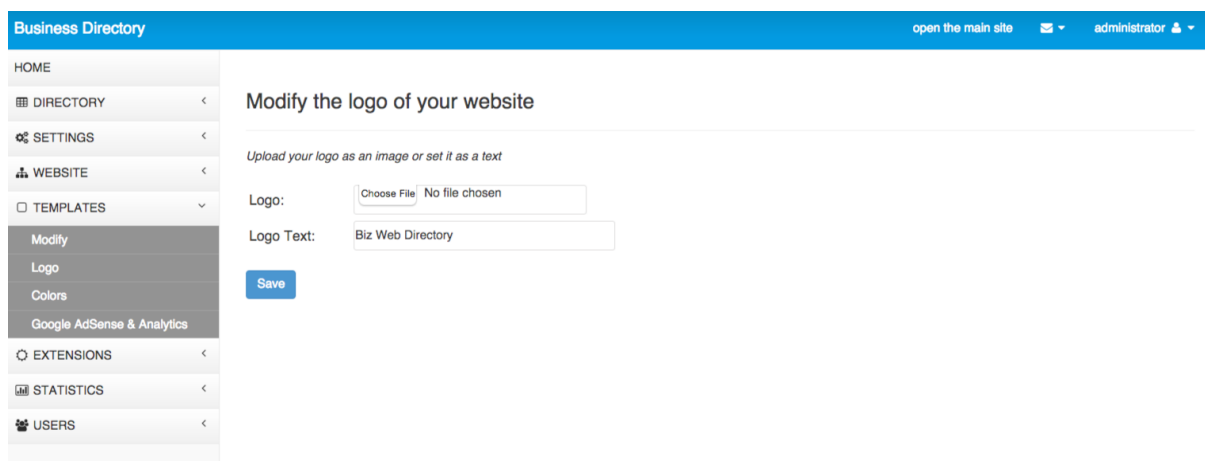 Business Directory
open the main site
administrator
HOME
DIRECTORY
SETTINGS
WEBSITE
TEMPLATES
Modify
Logo
Colors
Google AdSense & Analytics
EXTENSIONS
STATISTICS
USERS
Modify the logo of your website
Upload your logo as an image or set it as a text
Logo: Choose File No file chosen
Logo Text: Biz Web Directory
Save